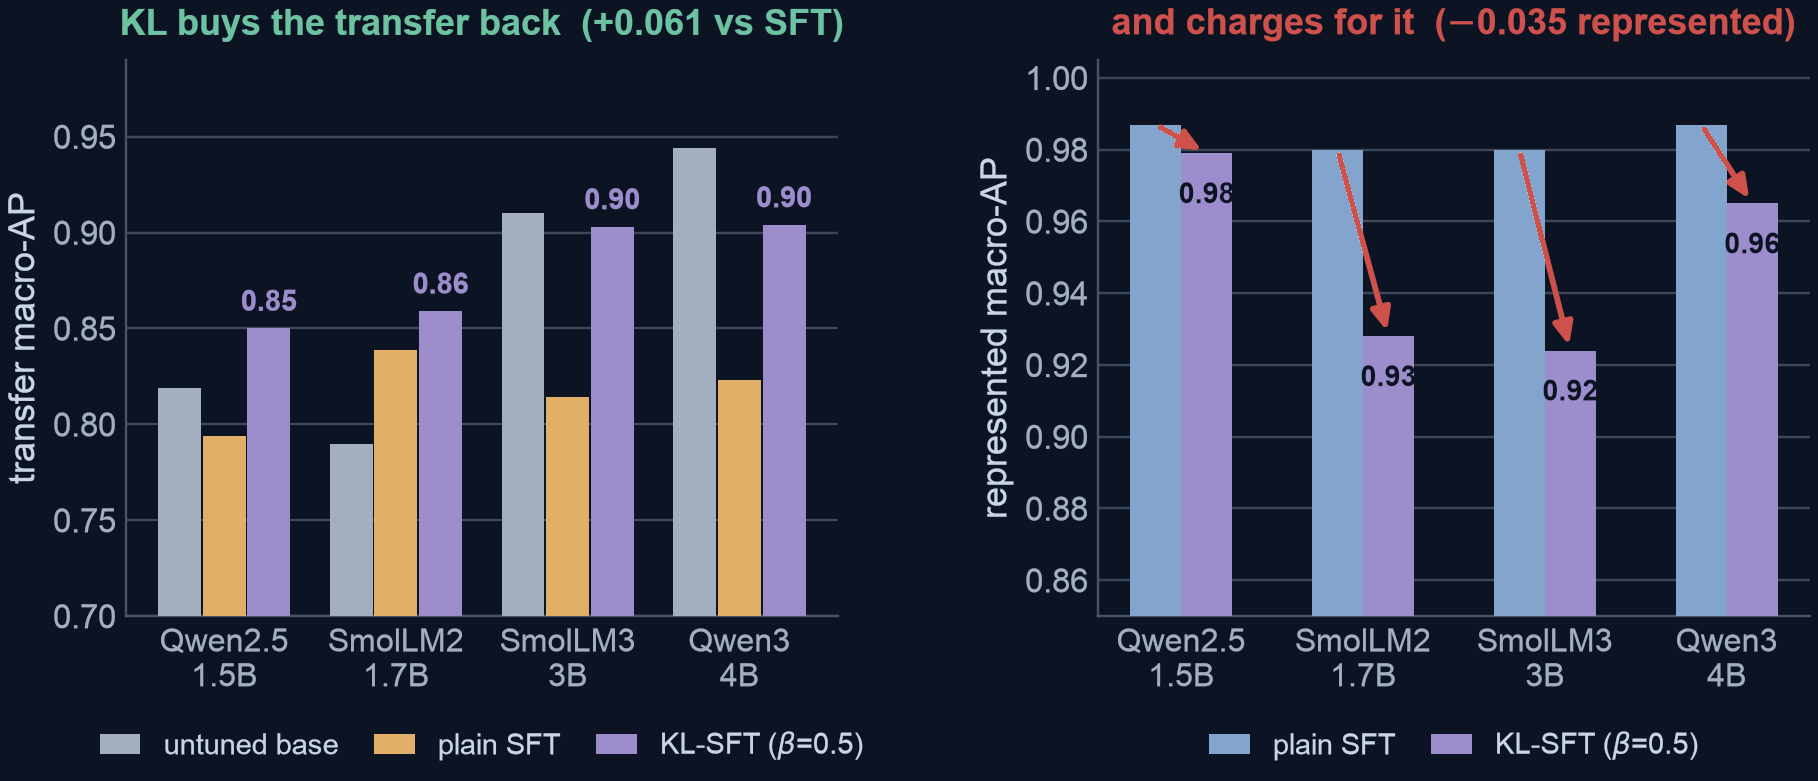 KL buys the transfer back (+0.061 vs SFT)
transfer macro-AP
0.95
0.90
0.85
0.80
0.75
0.70
0.85
0.86
0.90
0.90
Qwen2.5
1.5B
SmolLM2
1.7B
SmolLM3
3B
Qwen3
4B
untuned base
plain SFT
KL-SFT (β=0.5)
and charges for it (−0.035 represented)
represented macro-AP
1.00
0.98
0.96
0.94
0.92
0.90
0.88
0.86
0.98
0.93
0.92
0.96
Qwen2.5
1.5B
SmolLM2
1.7B
SmolLM3
3B
Qwen3
4B
plain SFT
KL-SFT (β=0.5)